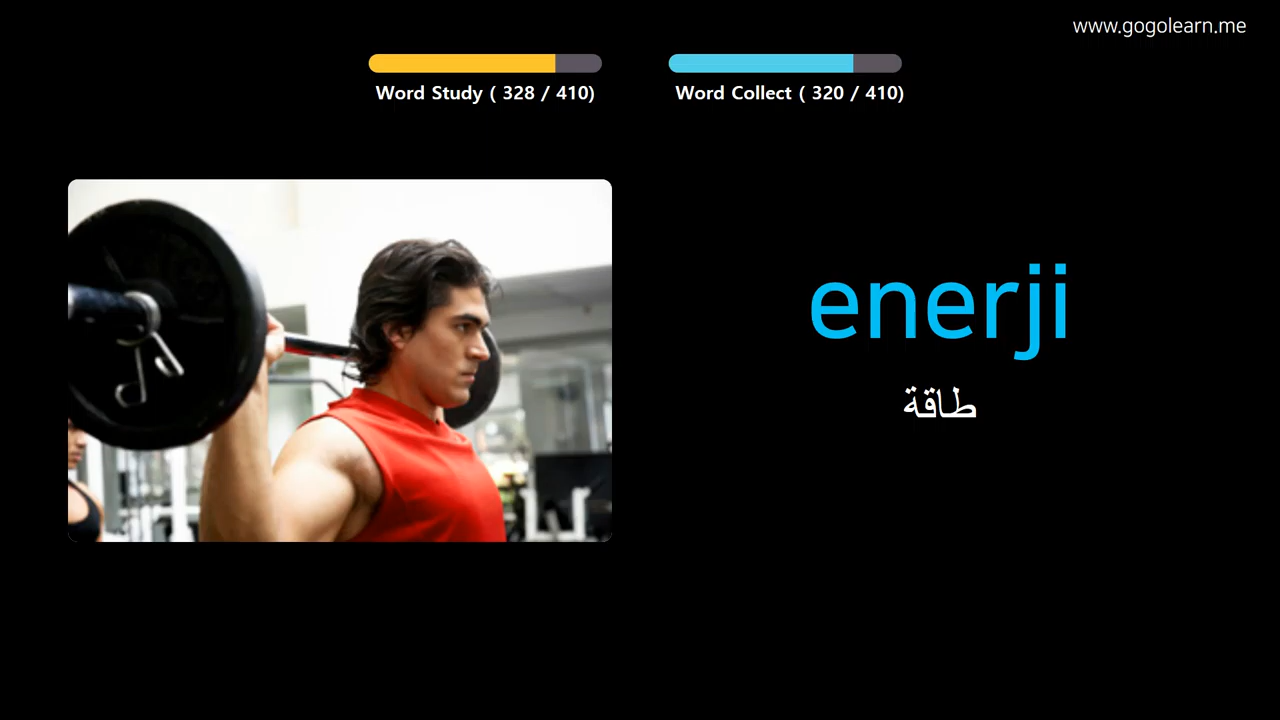 www.gogolearn.me
Word Study ( 328 / 410)
Word Collect ( 320 / 410)
enerji
طاقة